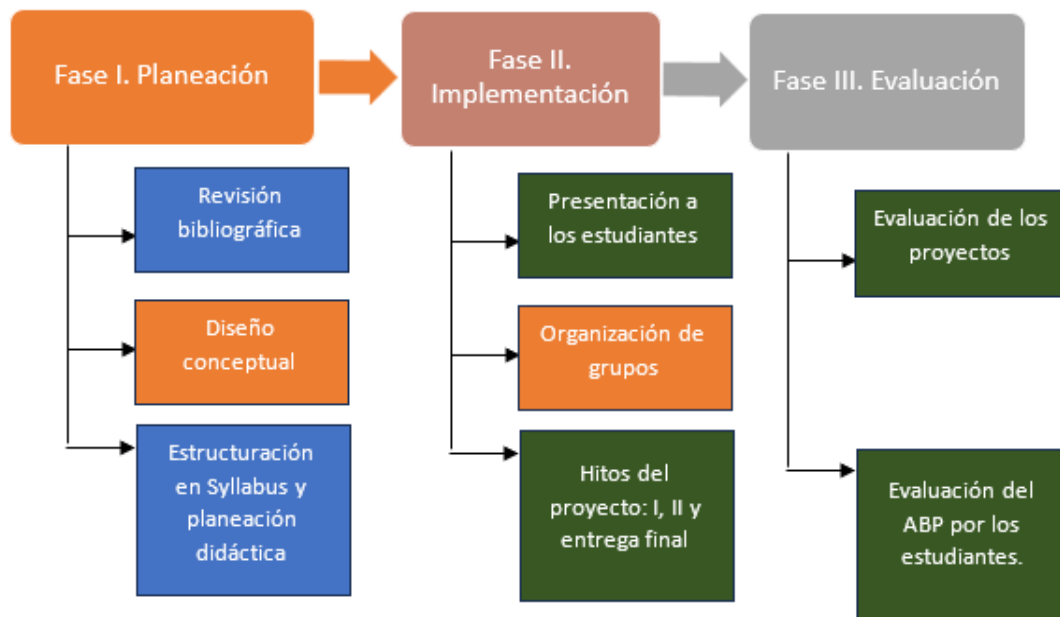 Fase I. Planeación
Fase II.
Implementación
Fase III. Evaluación
Revisión
bibliográfica
Diseño
conceptual
Estructuración
en Syllabus y
planeación
didáctica
Presentación a
los estudiantes
Organización de
grupos
Hitos del
proyecto: I, II y
entrega final
Evaluación de los
proyectos
Evaluación del
ABP por los
estudiantes.